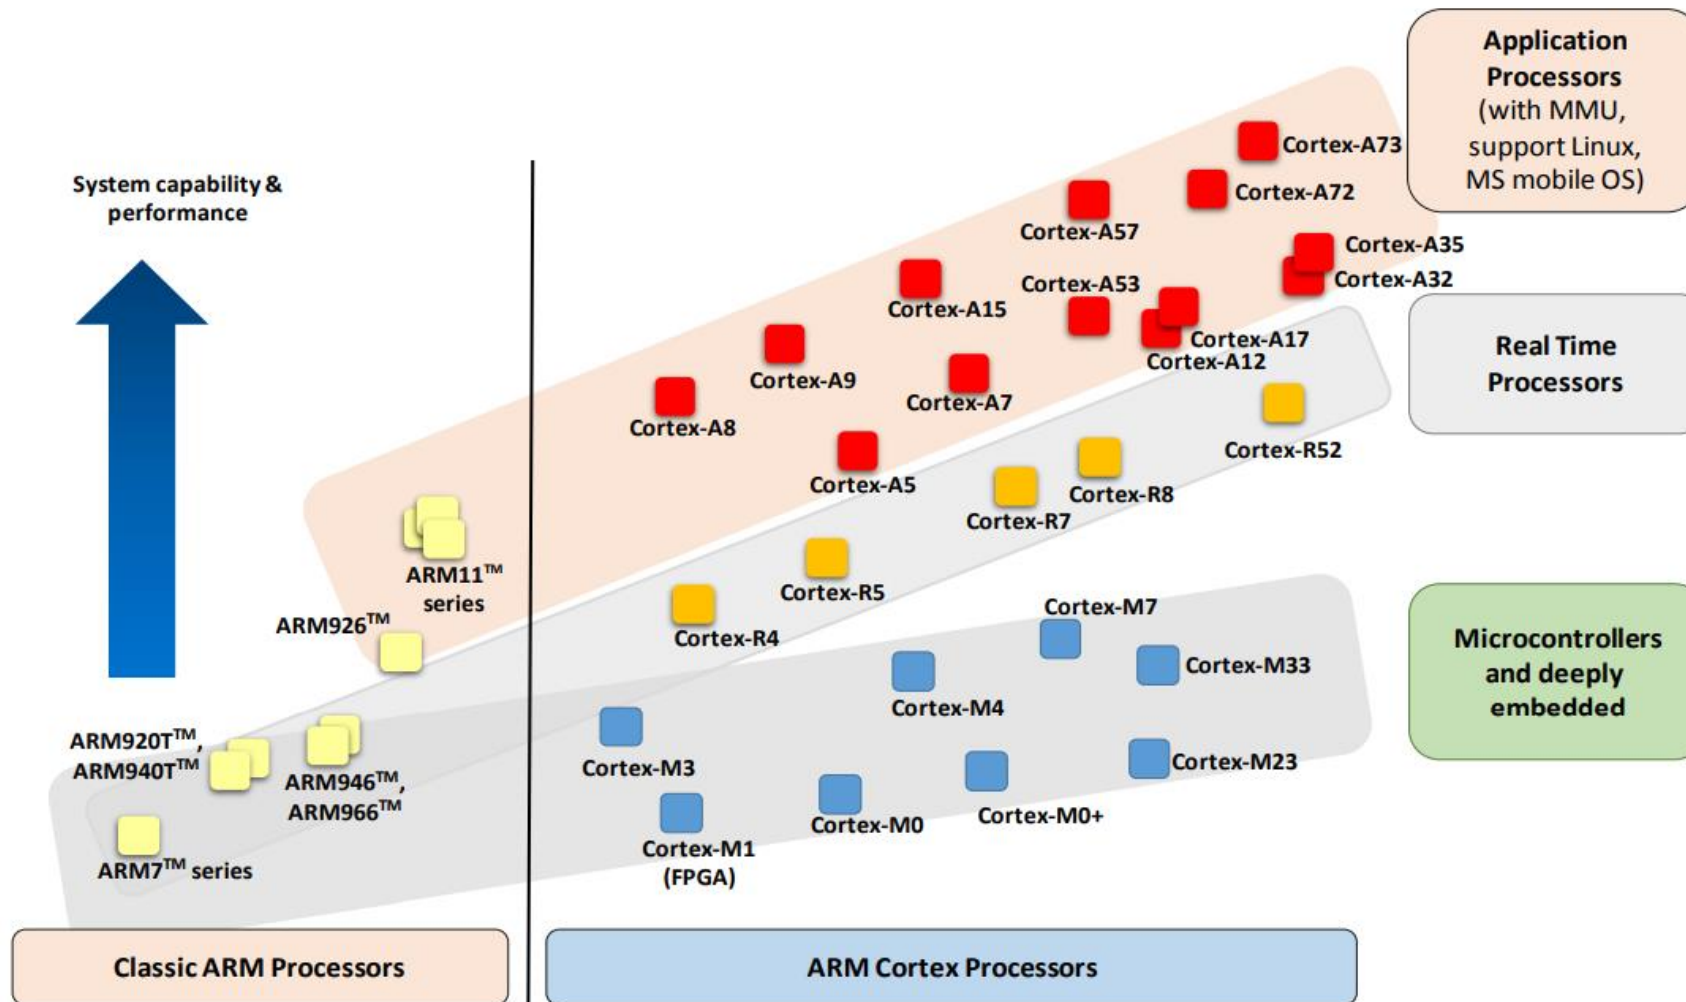 Application
Processors
(with MMU,
support Linux,
MS mobile OS)
System capability &
performance
Cortex-A73
Cortex-A72
Cortex-A57
Cortex-A35
Cortex-A32
Cortex-A53
Cortex-A15
Cortex-A17
Cortex-A12
Cortex-A9
Cortex-A7
Cortex-A8
Cortex-A5
Real Time
Processors
Cortex-R52
Cortex-R8
Cortex-R7
Cortex-R5
Cortex-R4
ARM11™
series
ARM926™
Microcontrollers
and deeply
embedded
Cortex-M7
Cortex-M33
Cortex-M4
Cortex-M3
Cortex-M23
Cortex-M0+
Cortex-M0
Cortex-M1
(FPGA)
ARM920T™,
ARM940T™
ARM946™,
ARM966™
ARM7™ series
Classic ARM Processors
ARM Cortex Processors